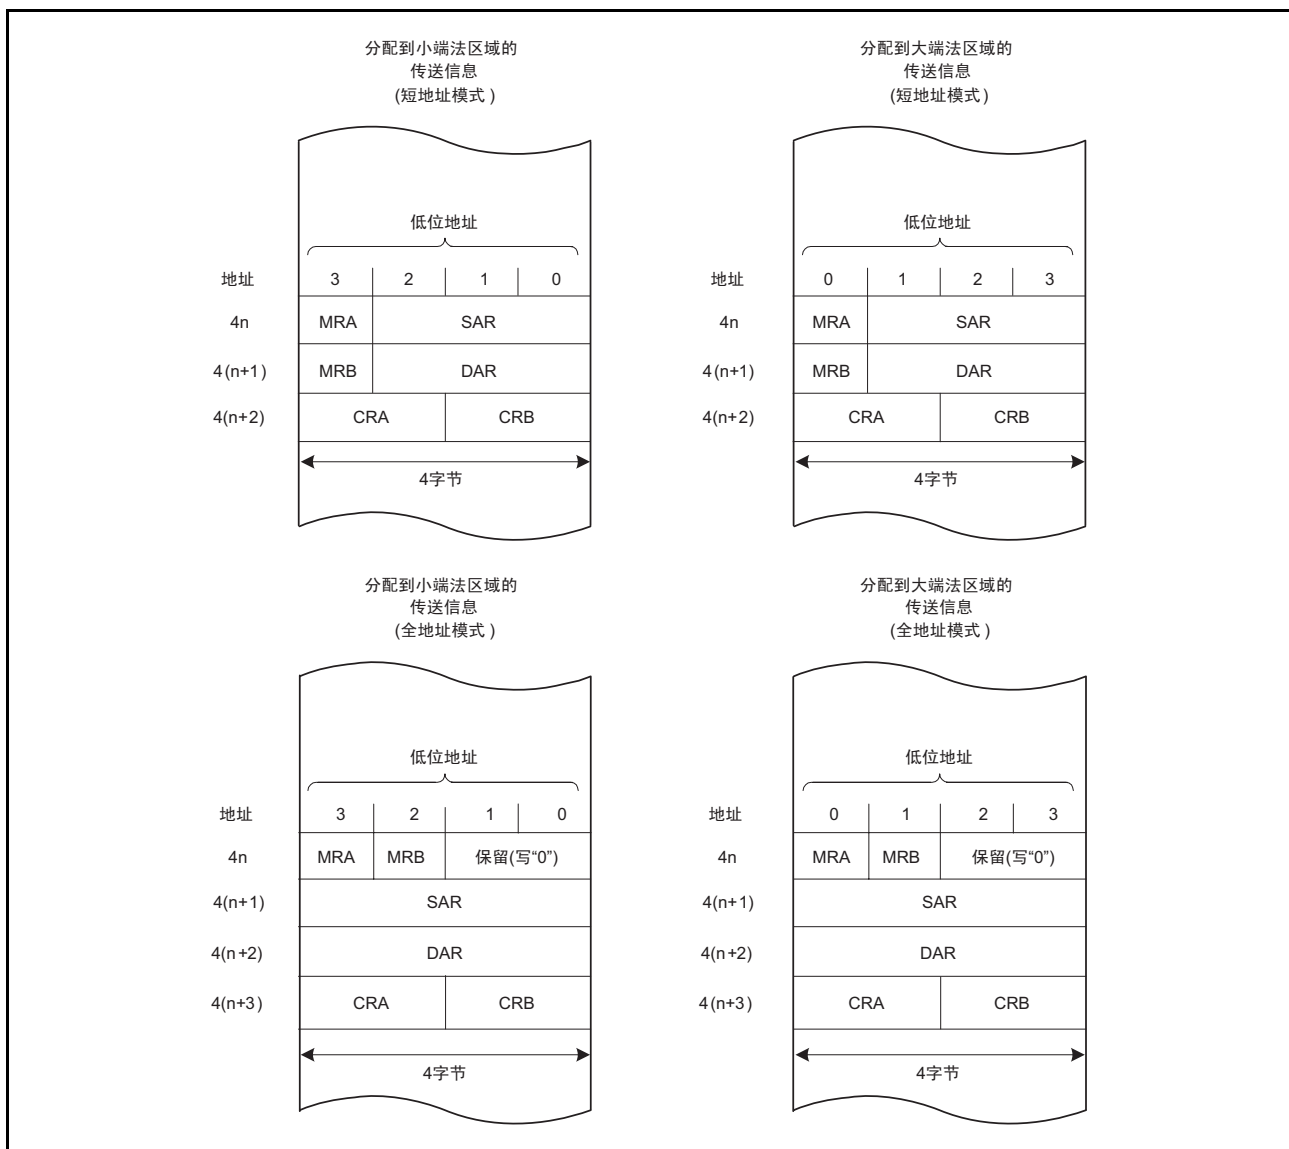 分配到小端法区域的
传送信息
(短地址模式 )
低位地址
地址 3 2 1 0
4n MRA SAR
4(n+1) MRB DAR
4(n+2) CRA CRB
4字节
分配到大端法区域的
传送信息
(短地址模式 )
低位地址
地址 0 1 2 3
4n MRA SAR
4(n+1) MRB DAR
4(n+2) CRA CRB
4字节
分配到小端法区域的
传送信息
(全地址模式 )
低位地址
地址 3 2 1 0
4n MRA MRB 保留(写“0”)
4(n+1) SAR
4(n+2) DAR
4(n+3) CRA CRB
4字节
分配到大端法区域的
传送信息
(全地址模式 )
低位地址
地址 0 1 2 3
4n MRA MRB 保留(写“0”)
4(n+1) SAR
4(n+2) DAR
4(n+3) CRA CRB
4字节